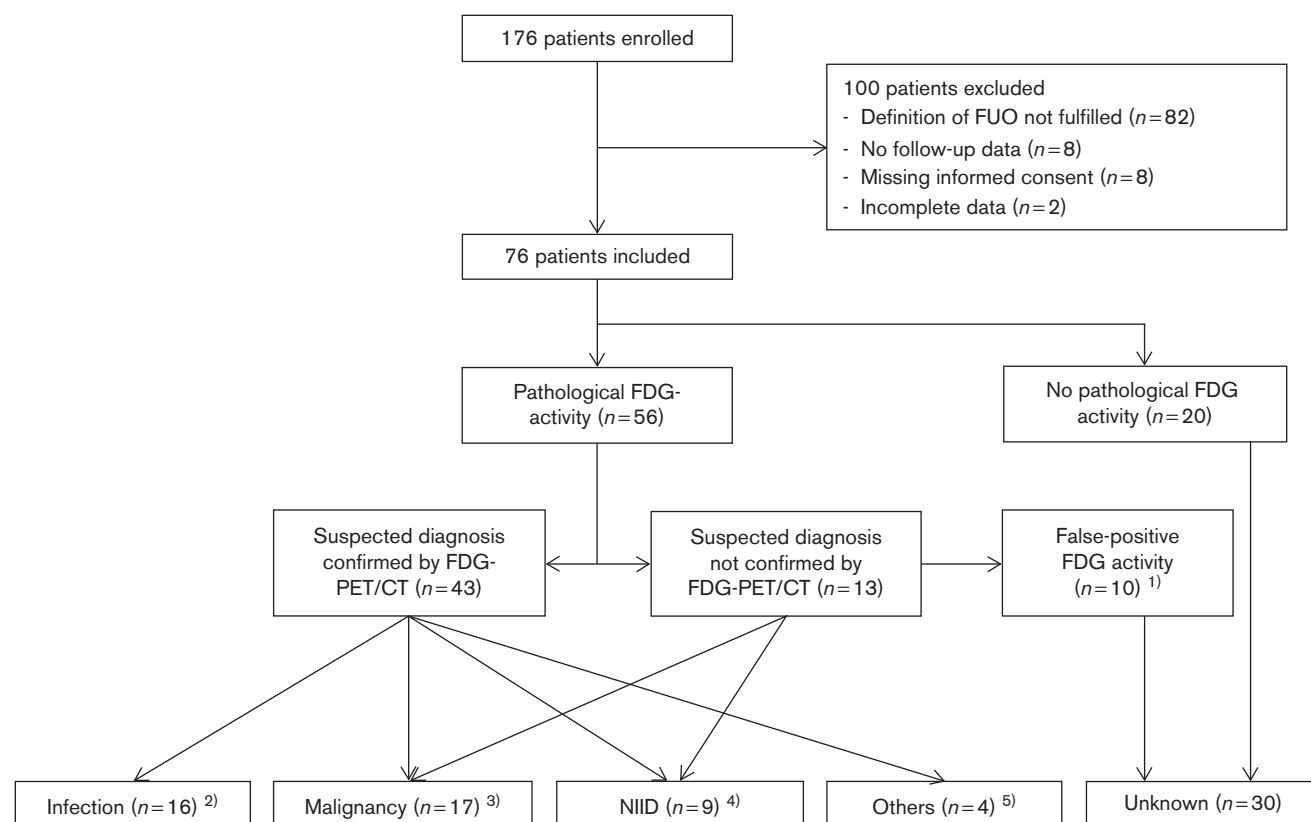 176 patients enrolled
100 patients excluded
- Definition of FUO not fulfilled (n=82)
- No follow-up data (n=8)
- Missing informed consent (n=8)
- Incomplete data (n=2)
76 patients included
Pathological FDG-
activity (n=56)
No pathological FDG
activity (n=20)
Suspected diagnosis
confirmed by FDG-
PET/CT (n=43)
Suspected diagnosis
not confirmed by
FDG-PET/CT (n=13)
False-positive
FDG activity
(n=10) 1)
Infection (n=16) 2)
Malignancy (n=17) 3)
NIID (n=9) 4)
Others (n=4) 5)
Unknown (n=30)